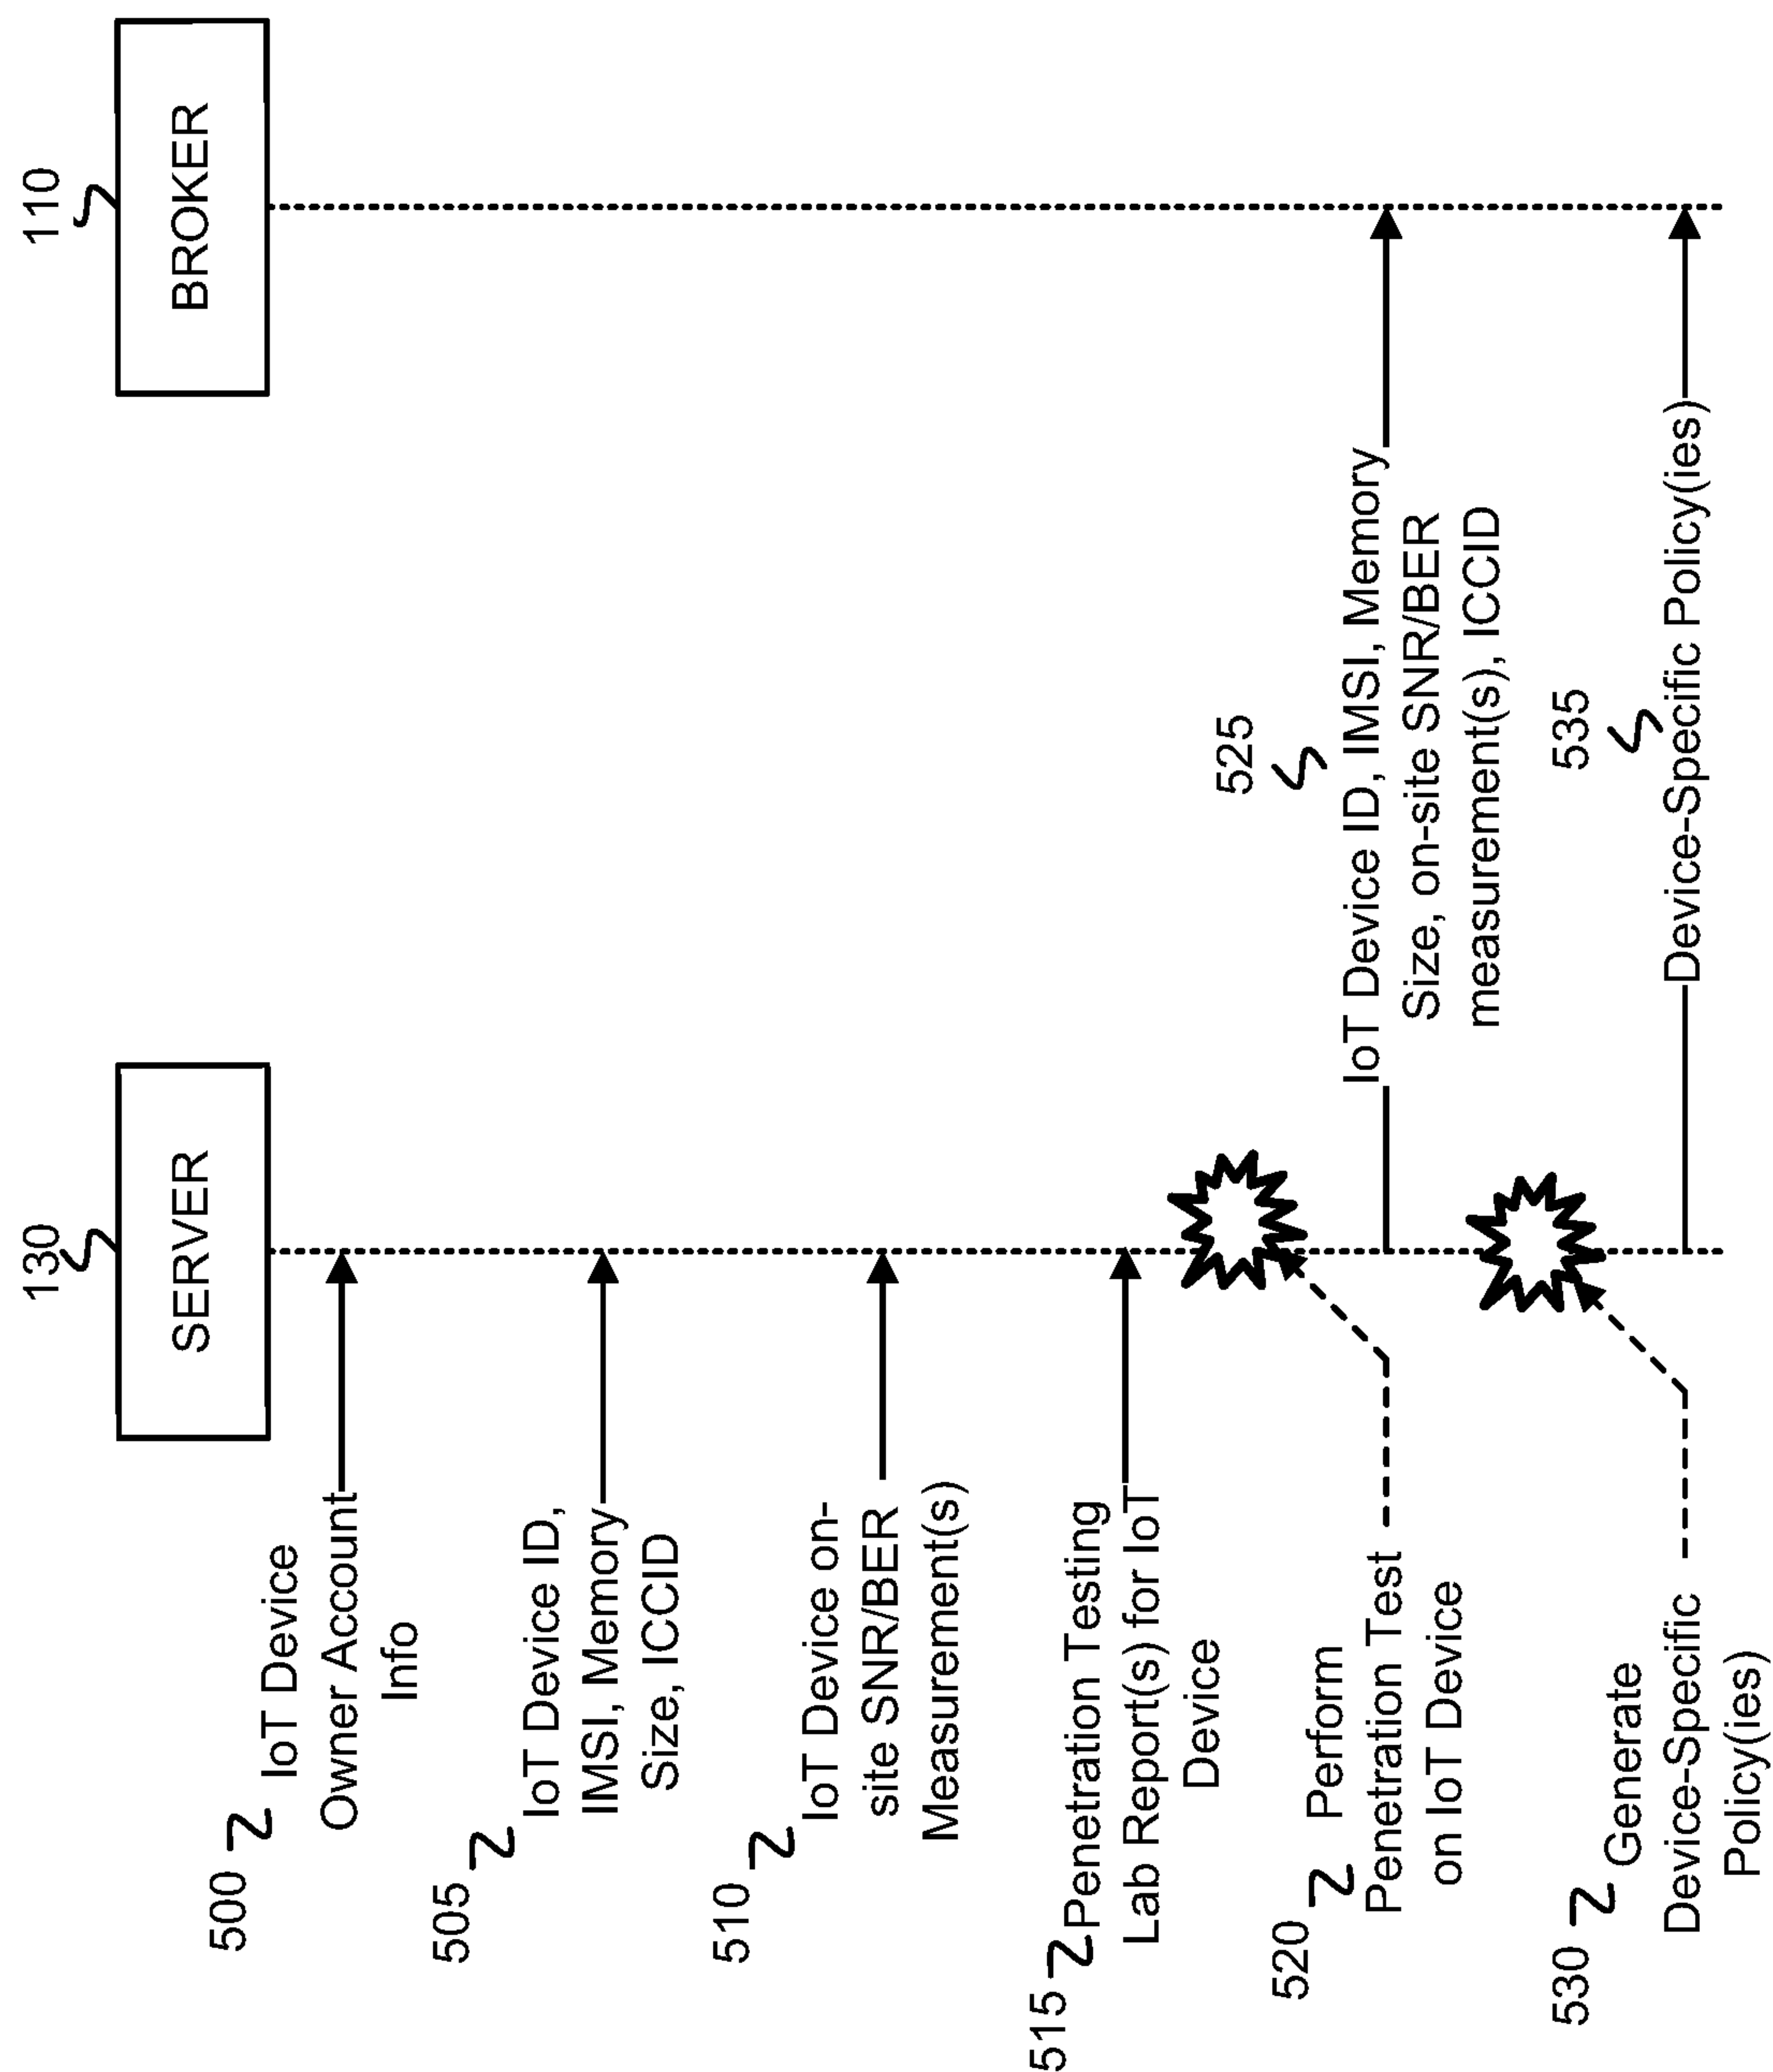 130
SERVER
110
BROKER
500
IoT Device
Owner Account
Info
505
IoT Device ID,
IMSI, Memory
Size, ICCID
510
IoT Device on-
site SNR/BER
Measurement(s)
515
Penetration Testing
Lab Report(s) for IoT
Device
520
Perform
Penetration Test
on IoT Device
525
IoT Device ID, IMSI, Memory
Size, on-site SNR/BER
measurement(s), ICCID
530
Generate
Device-Specific
Policy(ies)
535
Device-Specific Policy(ies)